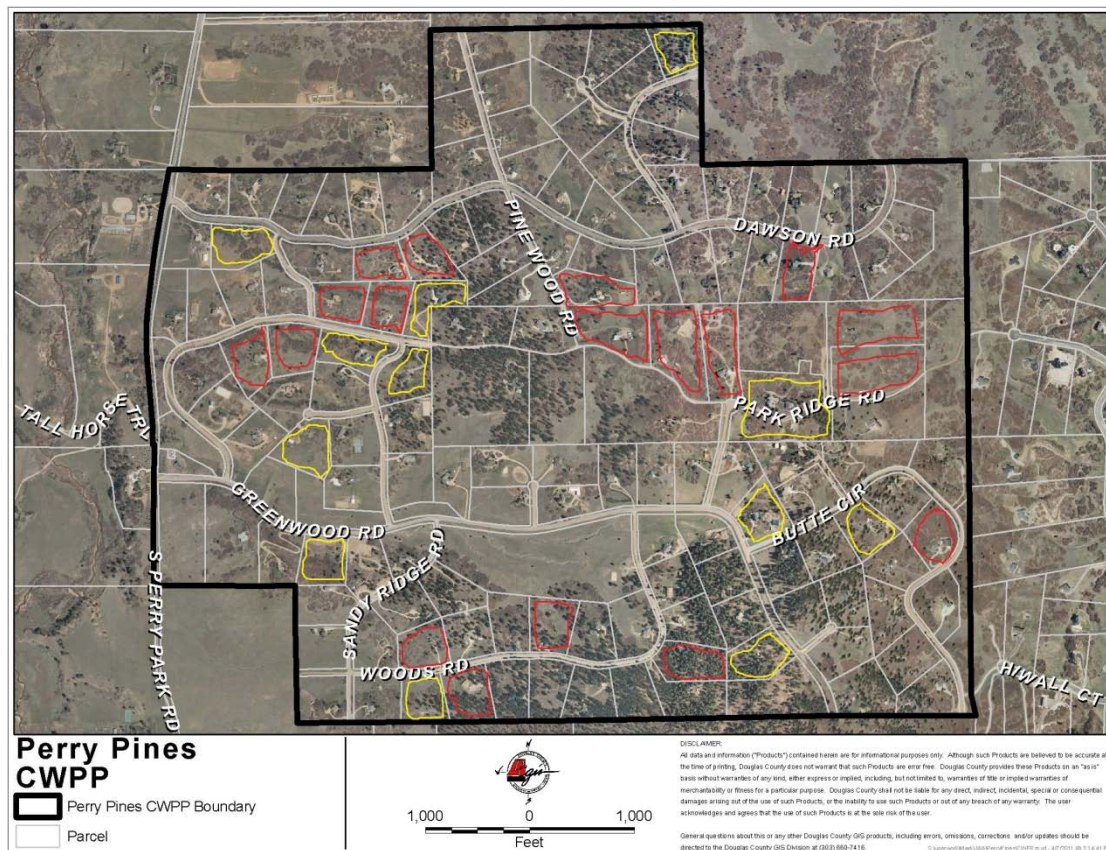 DAWSON RD
PINE WOOD RD
PARK RIDGE RD
TALL HORSE TRL
GREENWOOD RD
BUTTE CIR
SANDY RIDGE RD
S PERRY PARK RD
WOODS RD
HIWALL CT
Perry Pines
CWPP
Perry Pines CWPP Boundary
Parcel
1,000 0 1,000
Feet
DISCLAIMER:
All data and information ("Products") contained herein are for informational purposes only. Although such Products are believed to be accurate at
the time of printing, Douglas County does not warrant that such Products are error free. Douglas County provides these Products on an "as is"
basis without warranties of any kind, either express or implied, including, but not limited to, warranties of title or implied warranties of
merchantability or fitness for a particular purpose. Douglas County shall not be liable for any direct, indirect, incidental, special or consequential
damages arising out of the use of such Products, or the inability to use such Products or out of any breach of any warranty. The user
acknowledges and agrees that the use of such Products is at the sole risk of the user.
General questions about this or any other Douglas County GIS products, including errors, omissions, corrections and/or updates should be
directed to the Douglas County GIS Division at (303) 660-7416.